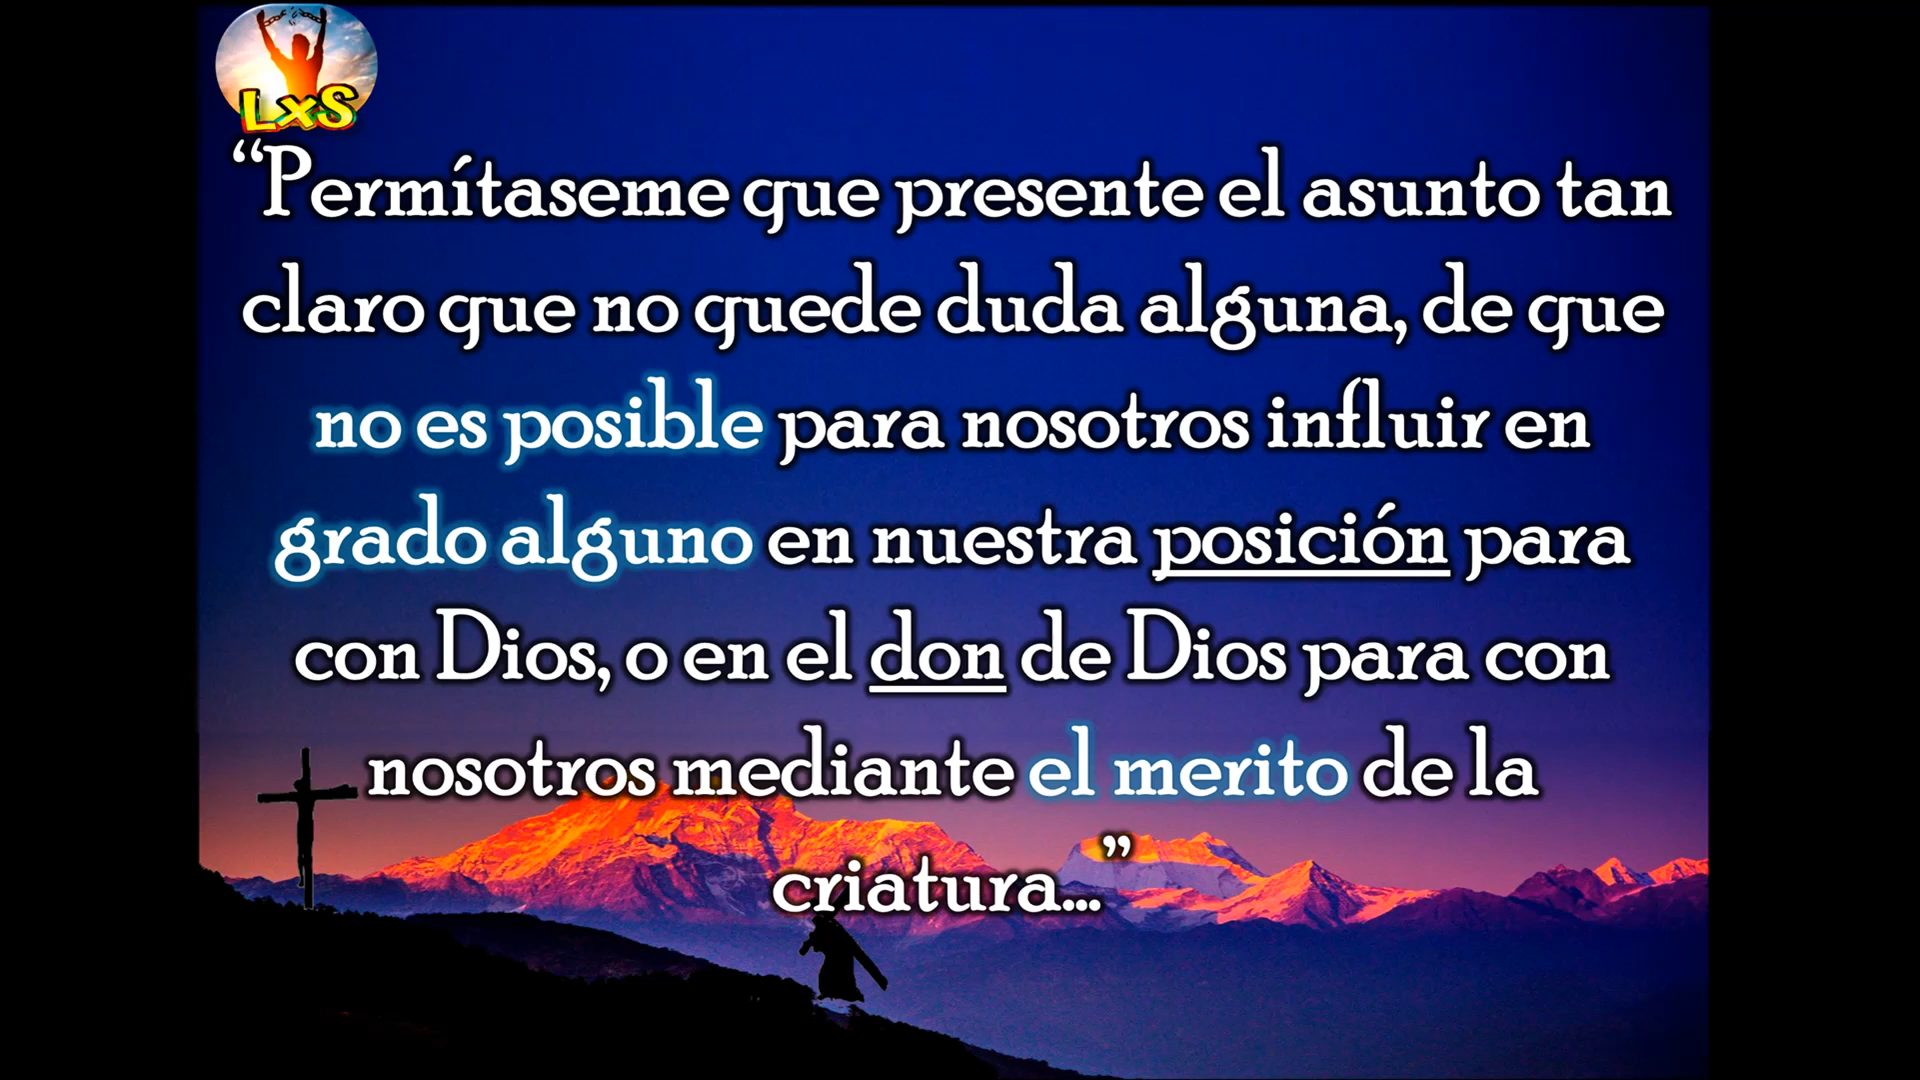 LxS
“Permítaseme que presente el asunto tan
claro que no quede duda alguna, de que
no es posible para nosotros influir en
grado alguno en nuestra posición para
con Dios, o en el don de Dios para con
nosotros mediante el merito de la
criatura...”